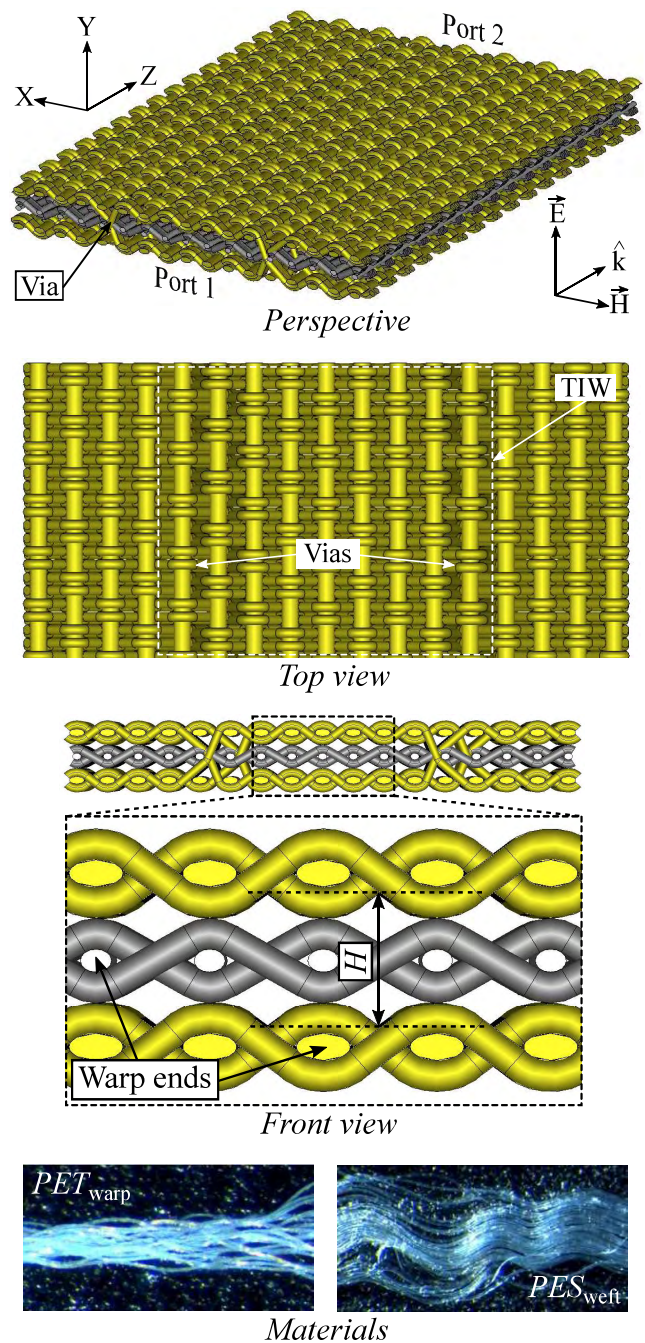 Port 2
Y
X
Z
E
k̂
H
Via
Port 1
Perspective
TIW
Vias
Top view
H
Warp ends
Front view
PETwarp
PESweft
Materials